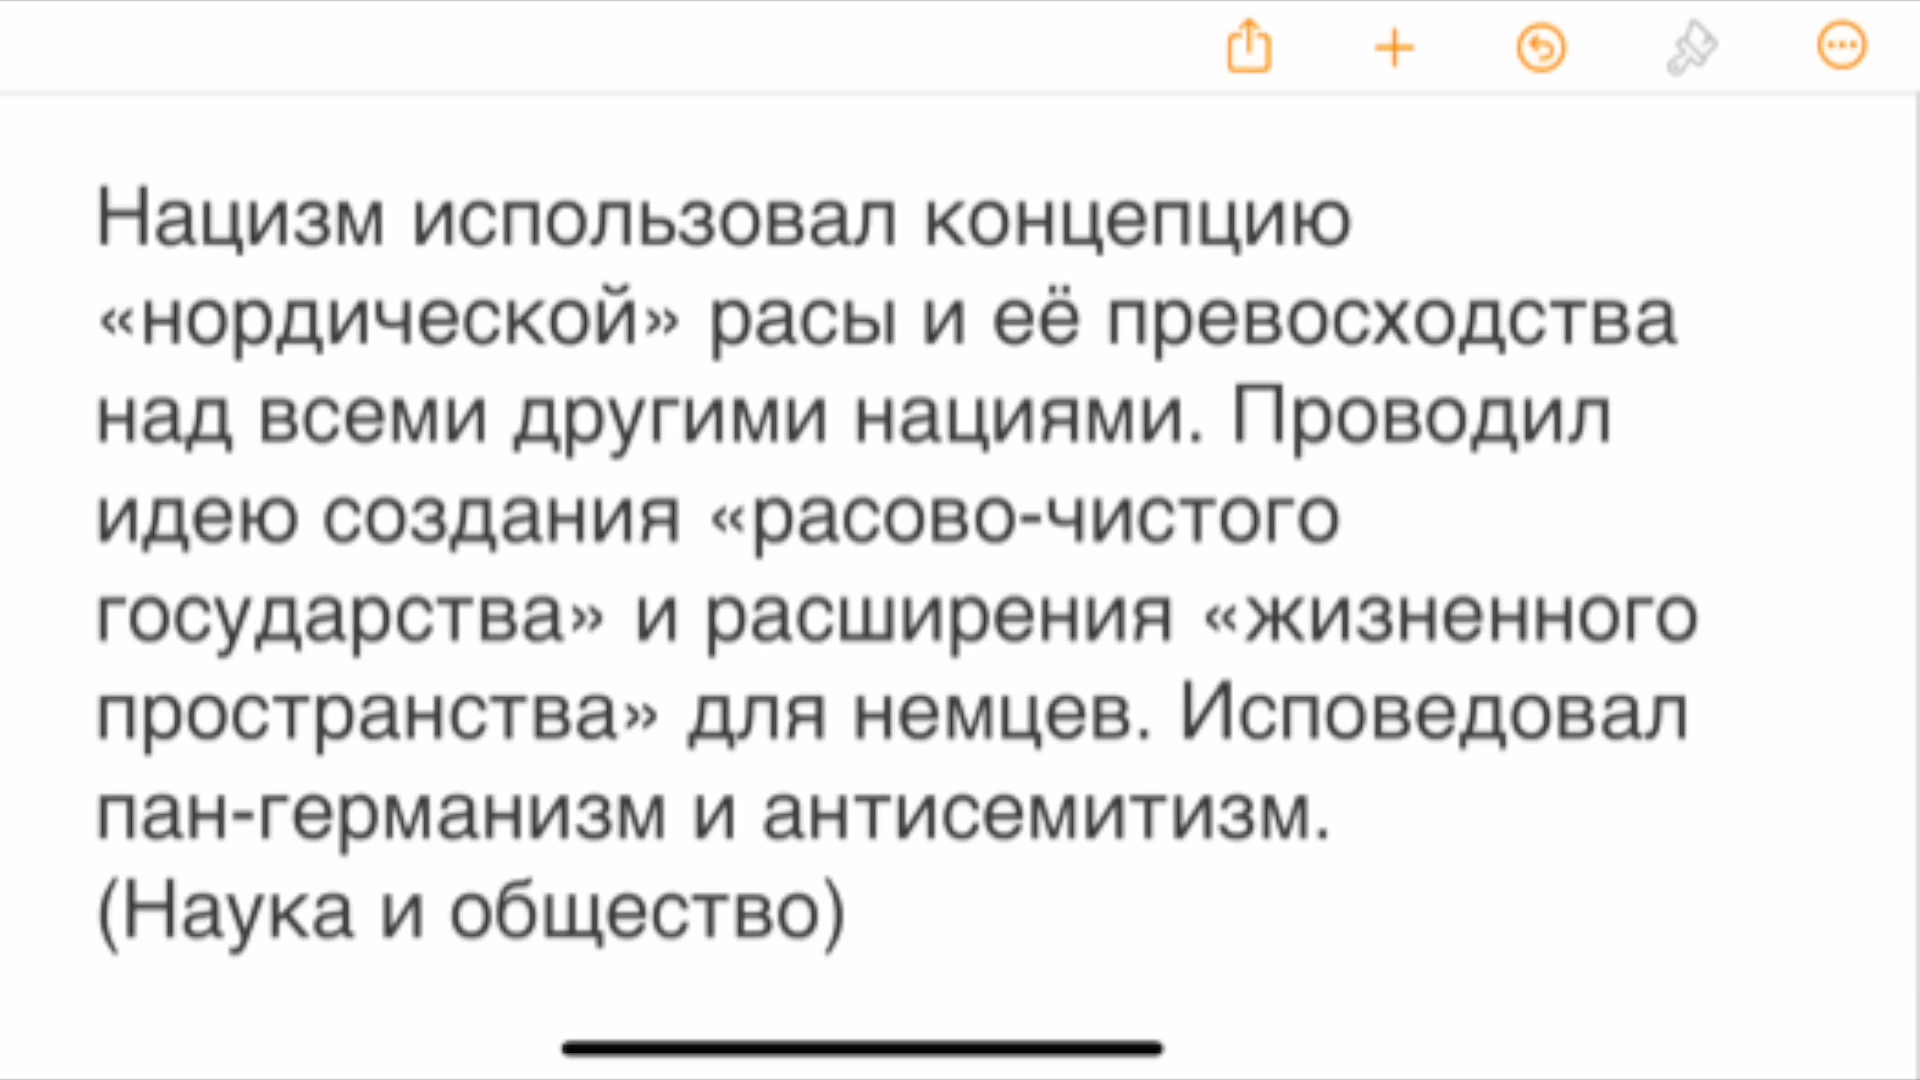 Нацизм использовал концепцию
«нордической» расы и её превосходства
над всеми другими нациями. Проводил
идею создания «расово-чистого
государства» и расширения «жизненного
пространства» для немцев. Исповедовал
пан-германизм и антисемитизм.
(Наука и общество)